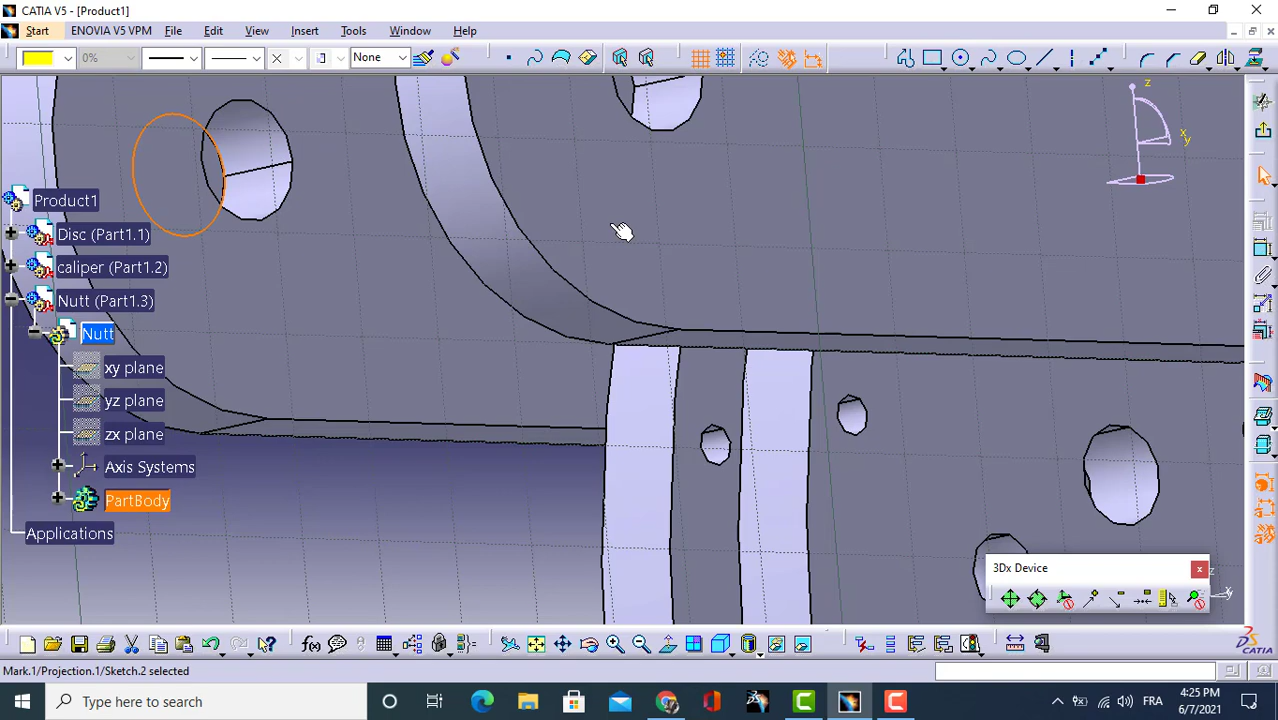 CATIA V5 - [Product1]
Start ENOVIA V5 VPM File Edit View Insert Tools Window Help
0% None
z
x
y
Product1
Disc (Part1.1)
caliper (Part1.2)
Nutt (Part1.3)
Nutt
xy plane
yz plane
zx plane
Axis Systems
PartBody
Applications
3Dx Device
z
f(x)
CATIA
Mark.1/Projection.1/Sketch.2 selected
Type here to search
FRA
4:25 PM
6/7/2021